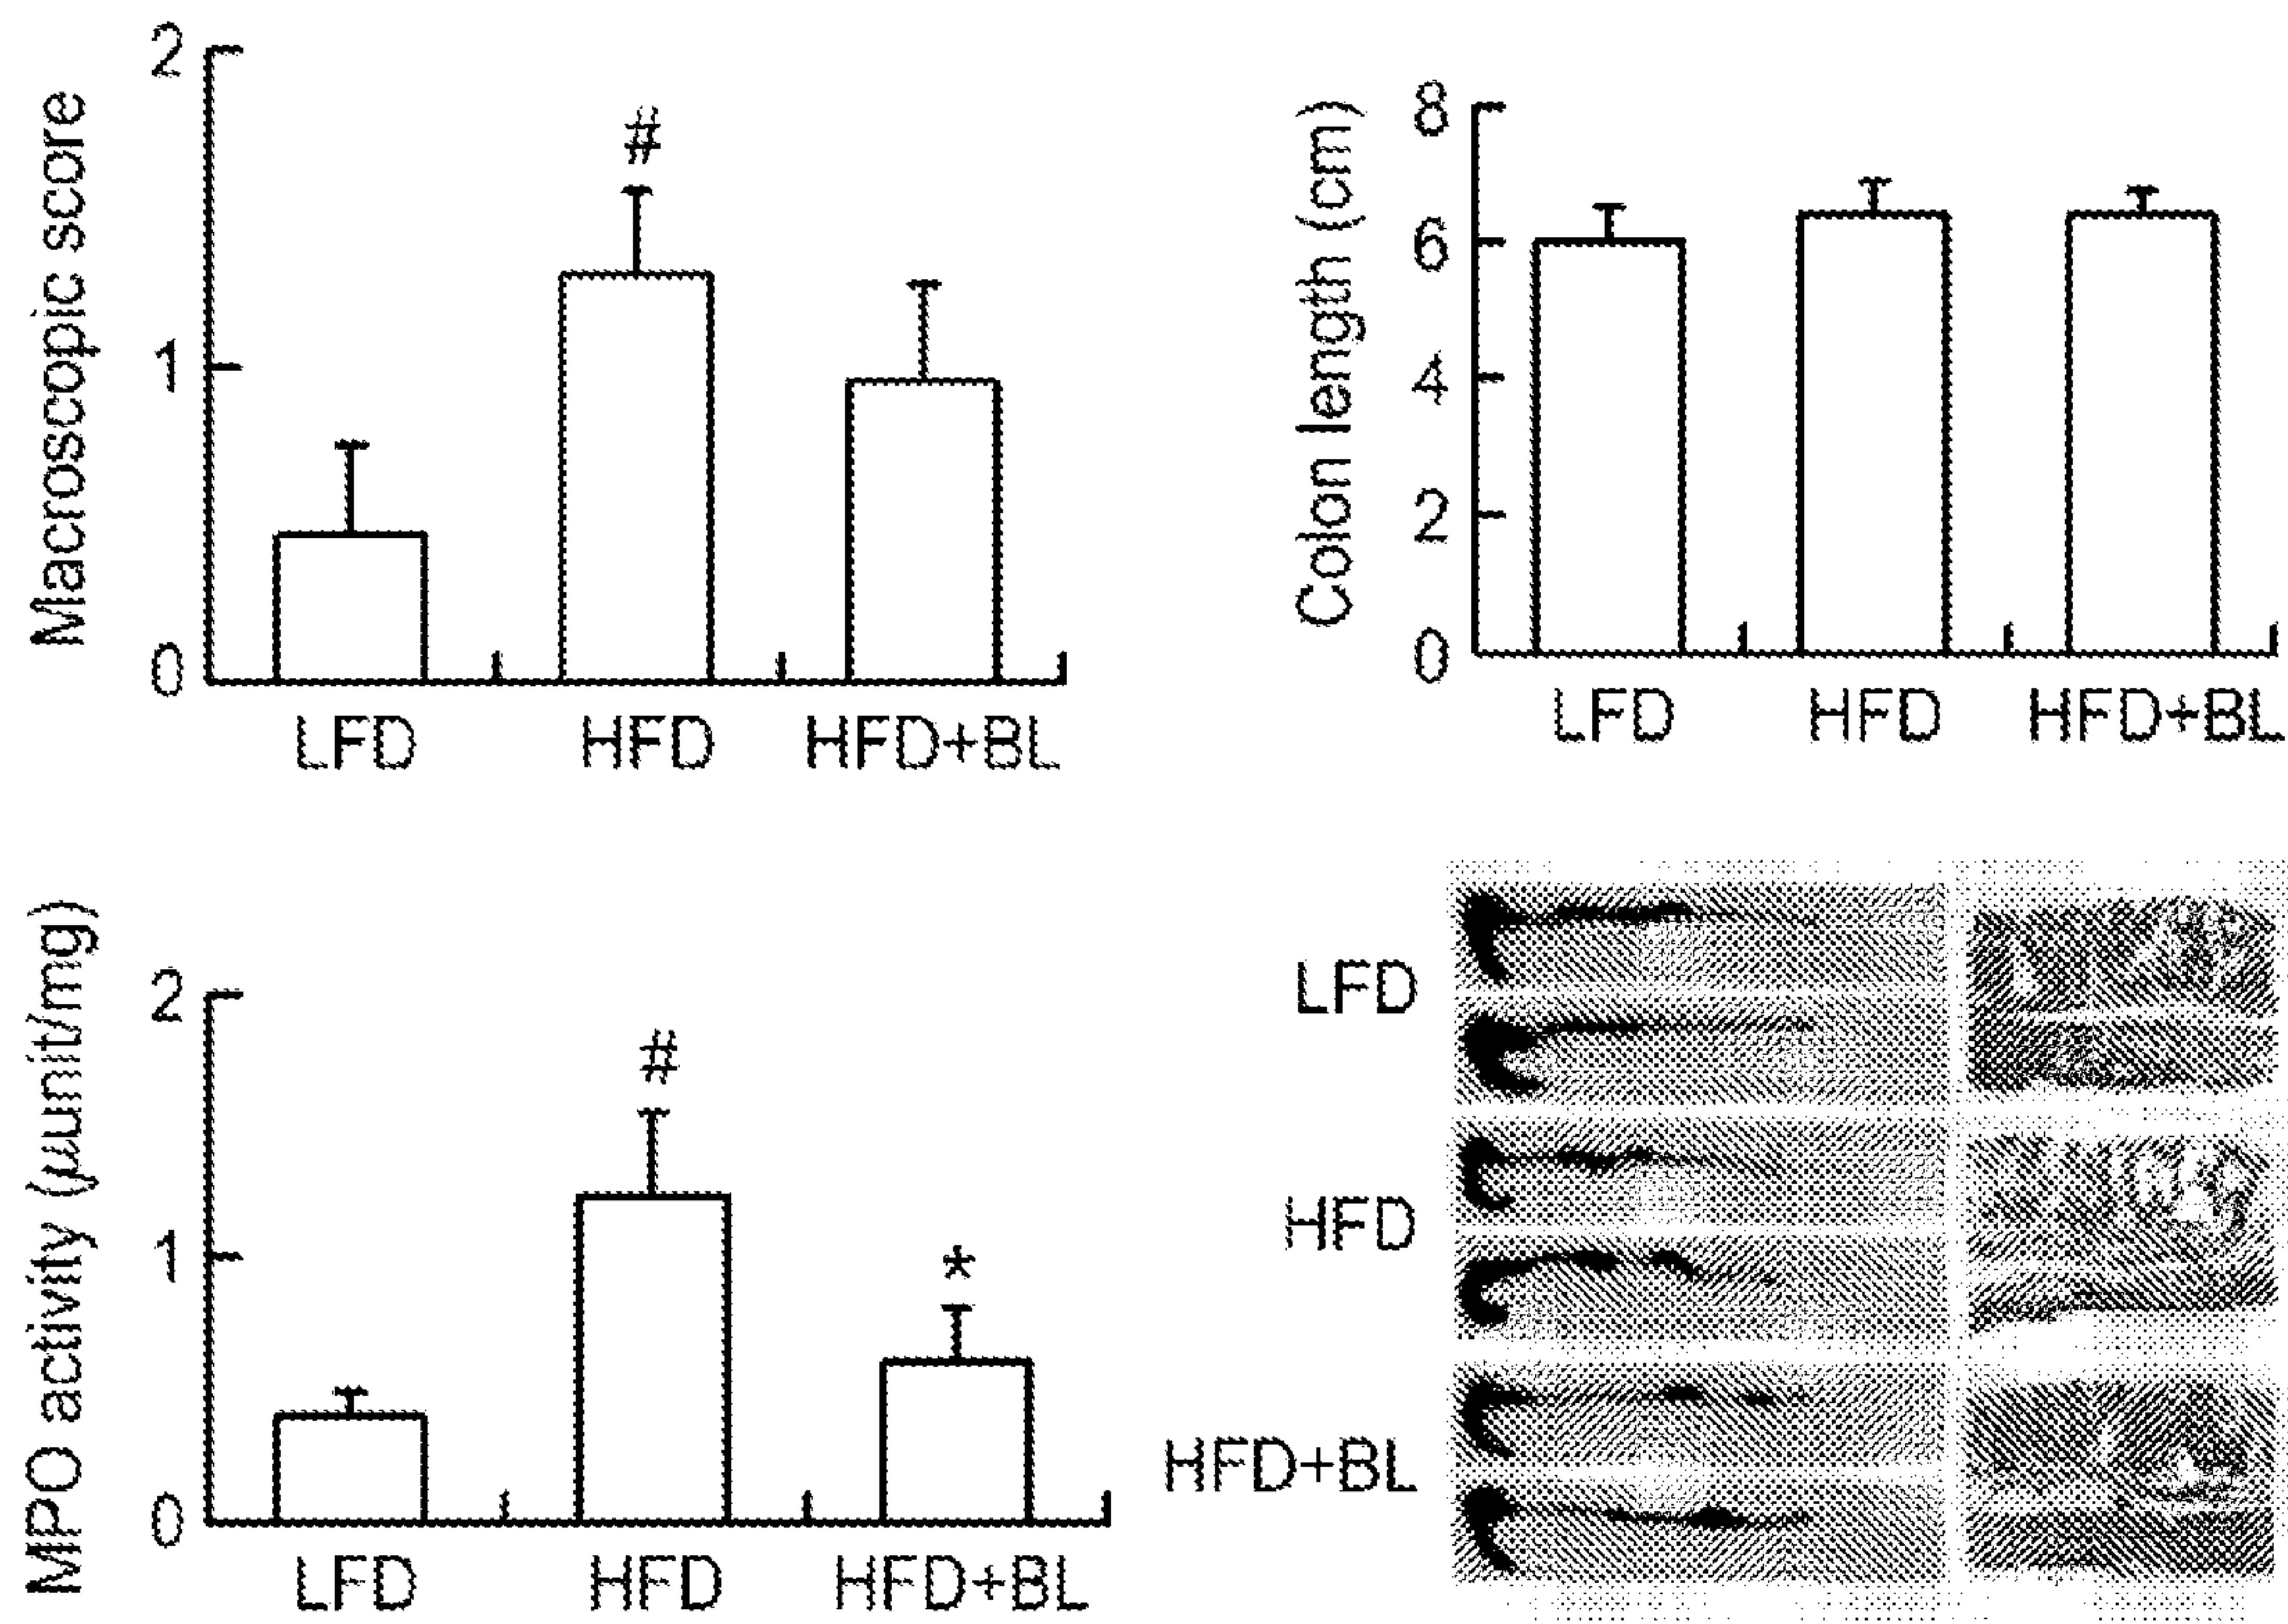 Macroscopic score
2
1
0
#
LFD HFD HFD+BL
Colon length (cm)
8
6
4
2
0
LFD HFD HFD+BL
MPO activity (μunit/mg)
2
1
0
#
*
LFD HFD HFD+BL
LFD
HFD
HFD+BL